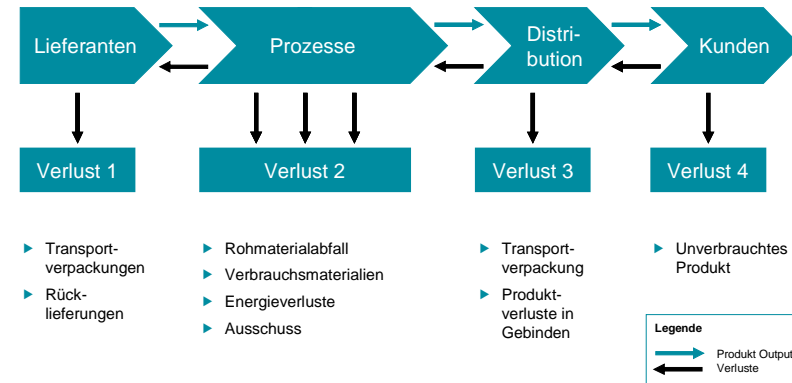 Lieferanten
Prozesse
Distri-
bution
Kunden
Verlust 1
Verlust 2
Verlust 3
Verlust 4
Transport-
verpackungen
Rück-
lieferungen
Rohmaterialabfall
Verbrauchsmaterialien
Energieverluste
Ausschuss
Transport-
verpackung
Produkt-
verluste in
Gebinden
Unverbrauchtes
Produkt
Legende
Produkt Output
Verluste